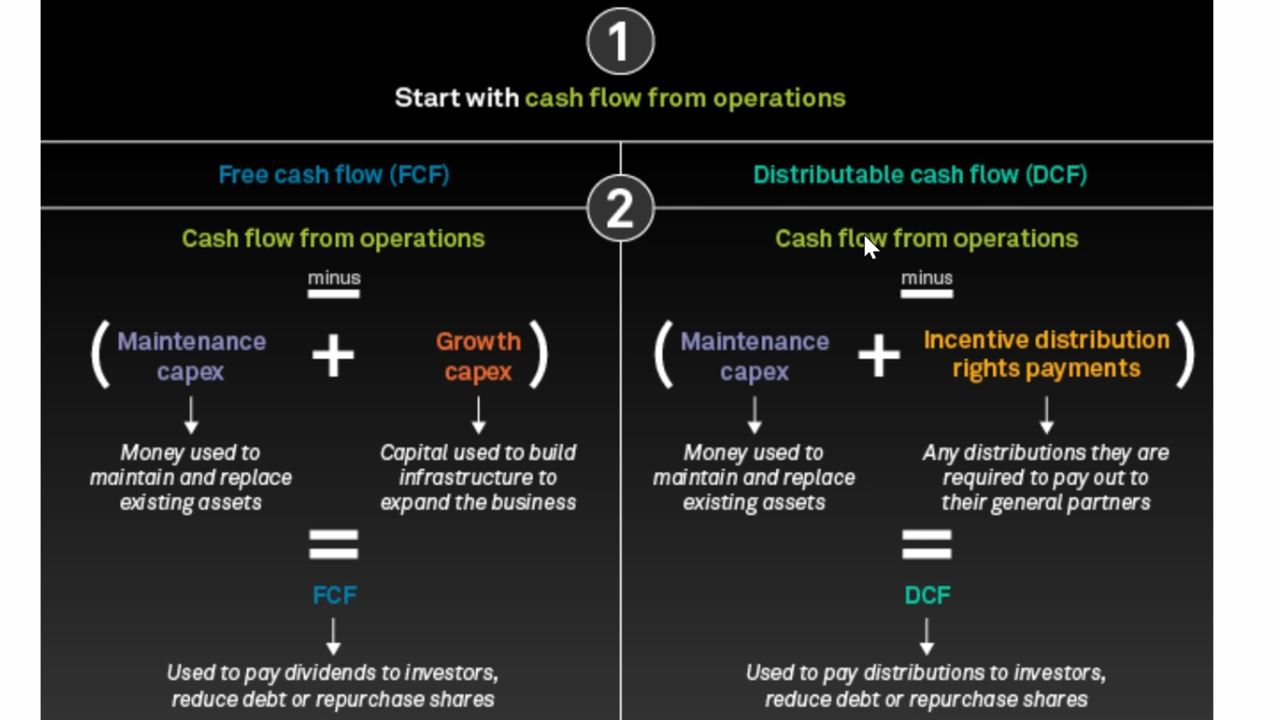 1
Start with cash flow from operations
Free cash flow (FCF)
Distributable cash flow (DCF)
2
Cash flow from operations
minus
(Maintenance
capex
+
Growth
capex)
Money used to
maintain and replace
existing assets
Capital used to build
infrastructure to
expand the business
=
FCF
Used to pay dividends to investors,
reduce debt or repurchase shares
Cash flow from operations
minus
(Maintenance
capex
+
Incentive distribution
rights payments)
Money used to
maintain and replace
existing assets
Any distributions they are
required to pay out to
their general partners
=
DCF
Used to pay distributions to investors,
reduce debt or repurchase shares